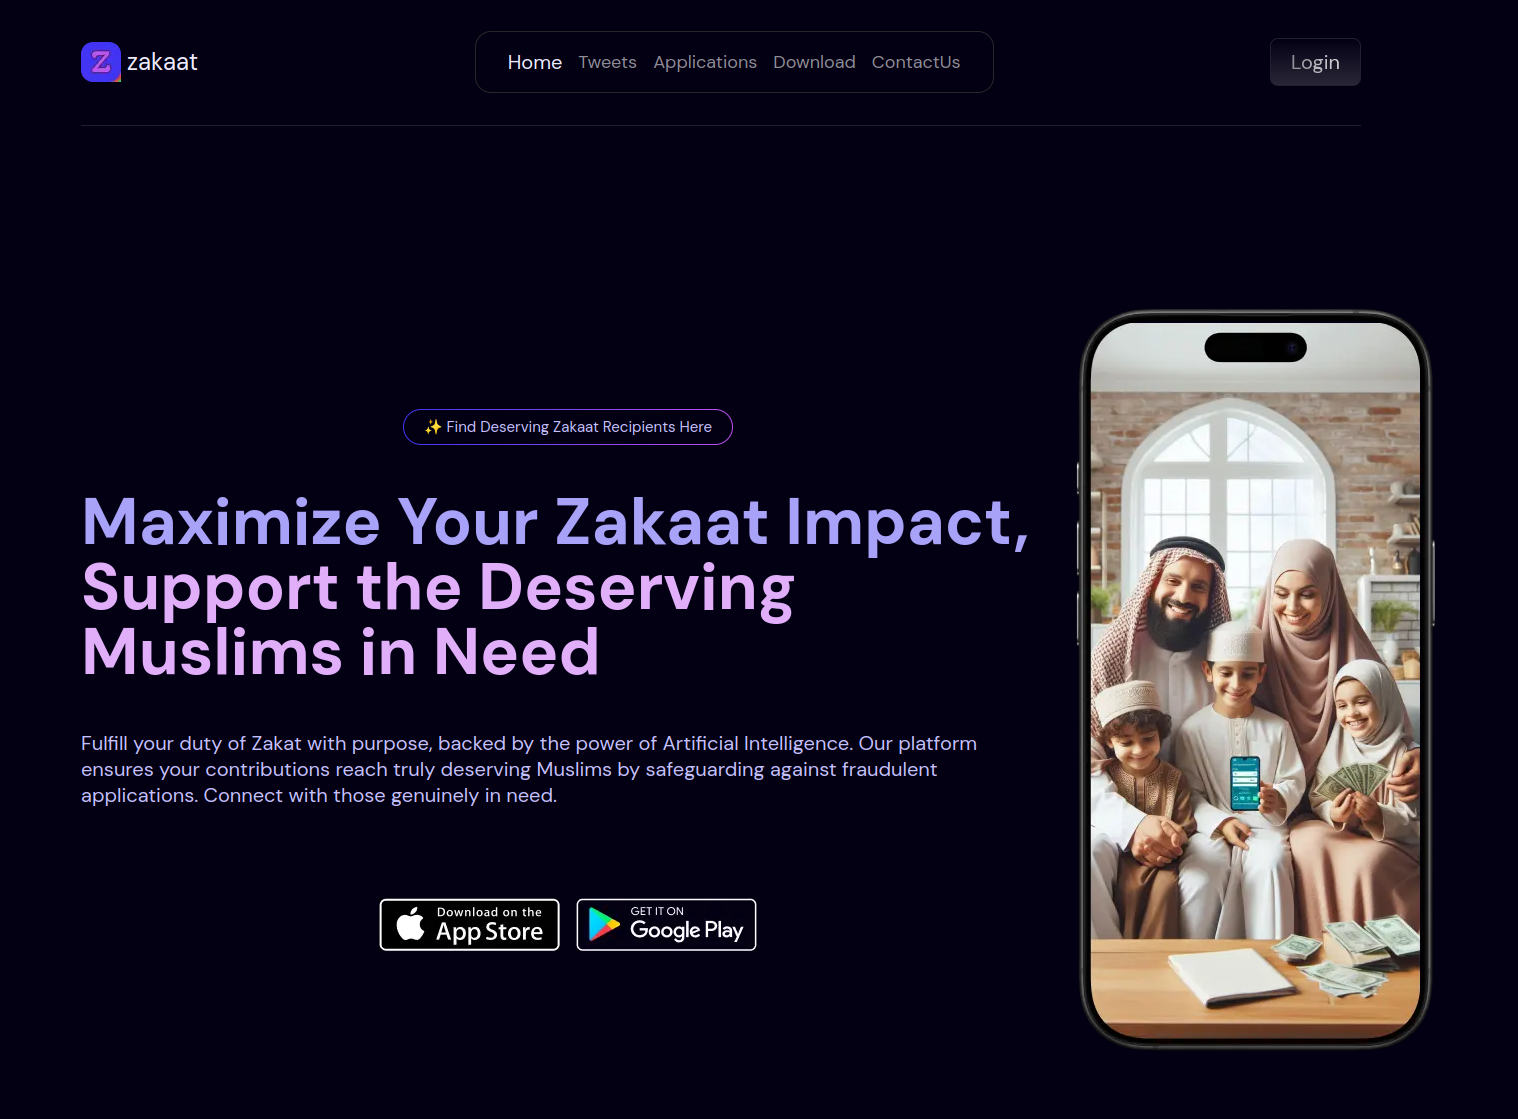 Z zakaat
Home Tweets Applications Download ContactUs
Login
✨ Find Deserving Zakaat Recipients Here
Maximize Your Zakaat Impact,
Support the Deserving
Muslims in Need
Fulfill your duty of Zakat with purpose, backed by the power of Artificial Intelligence. Our platform
ensures your contributions reach truly deserving Muslims by safeguarding against fraudulent
applications. Connect with those genuinely in need.
Download on the
App Store
GET IT ON
Google Play